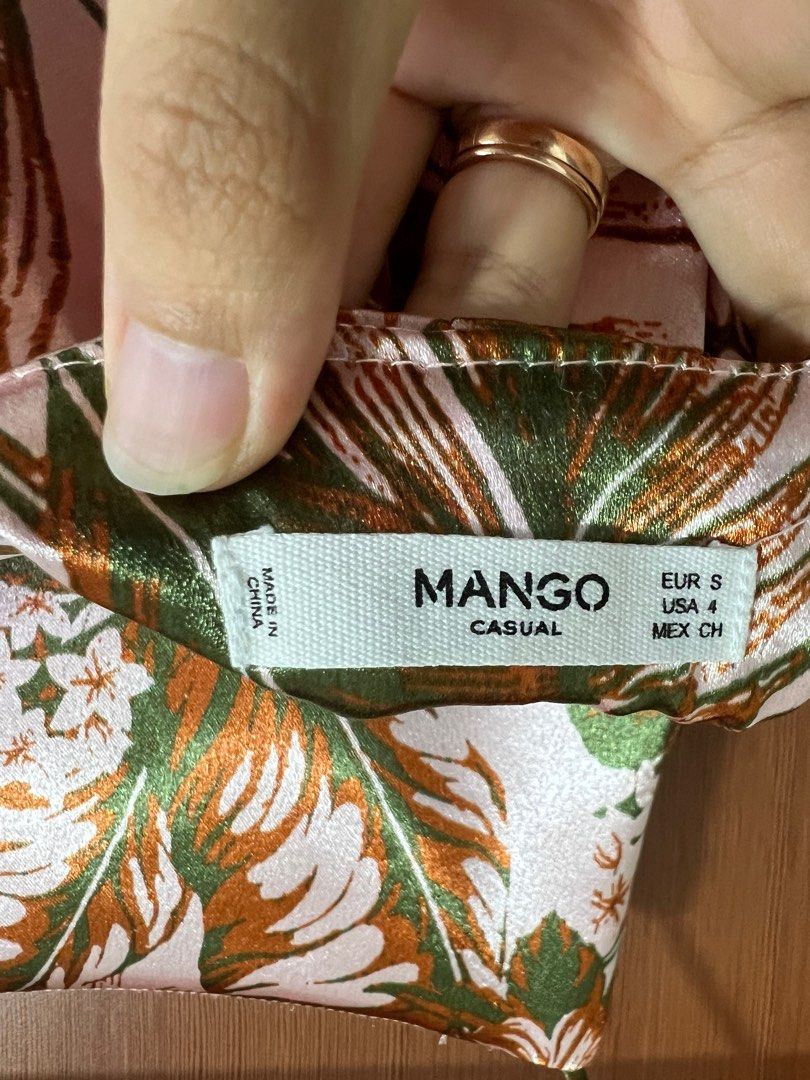 MADE IN
CHINA
MANGO
CASUAL
EUR S
USA 4
MEX CH